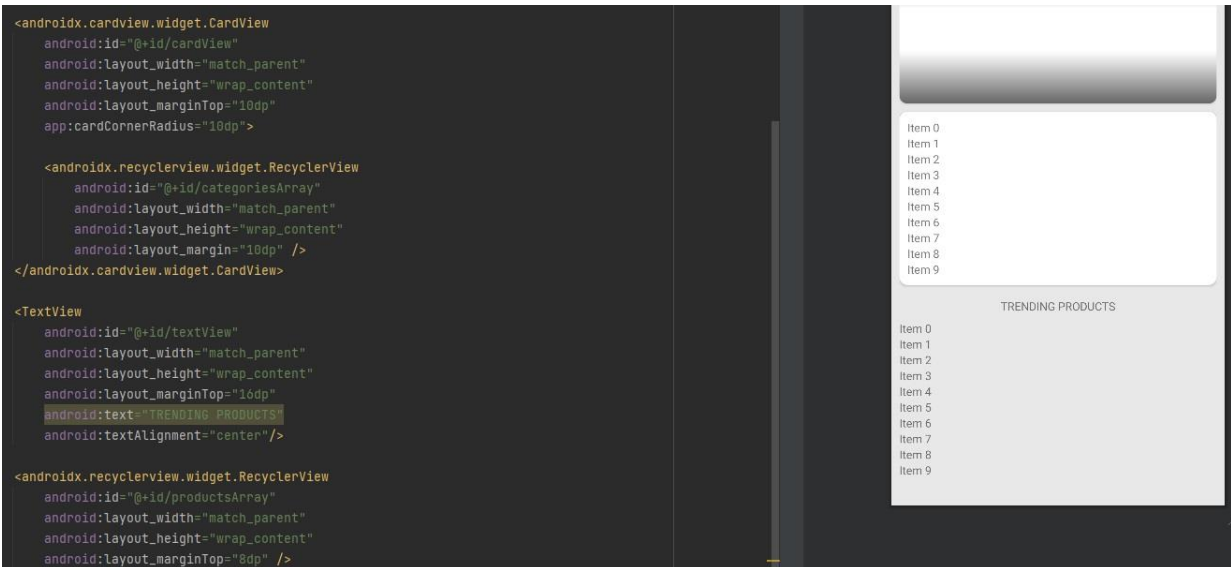 <androidx.cardview.widget.CardView
android:id="@+id/cardView"
android:layout_width="match_parent"
android:layout_height="wrap_content"
android:layout_marginTop="10dp"
app:cardCornerRadius="10dp">
<androidx.recyclerview.widget.RecyclerView
android:id="@+id/categoriesArray"
android:layout_width="match_parent"
android:layout_height="wrap_content"
android:layout_margin="10dp" />
</androidx.cardview.widget.CardView>
<TextView
android:id="@+id/textView"
android:layout_width="match_parent"
android:layout_height="wrap_content"
android:layout_marginTop="16dp"
android:text="TRENDING PRODUCTS"
android:textAlignment="center"/>
<androidx.recyclerview.widget.RecyclerView
android:id="@+id/productsArray"
android:layout_width="match_parent"
android:layout_height="wrap_content"
android:layout_marginTop="8dp" />
Item 0
Item 1
Item 2
Item 3
Item 4
Item 5
Item 6
Item 7
Item 8
Item 9
TRENDING PRODUCTS
Item 0
Item 1
Item 2
Item 3
Item 4
Item 5
Item 6
Item 7
Item 8
Item 9